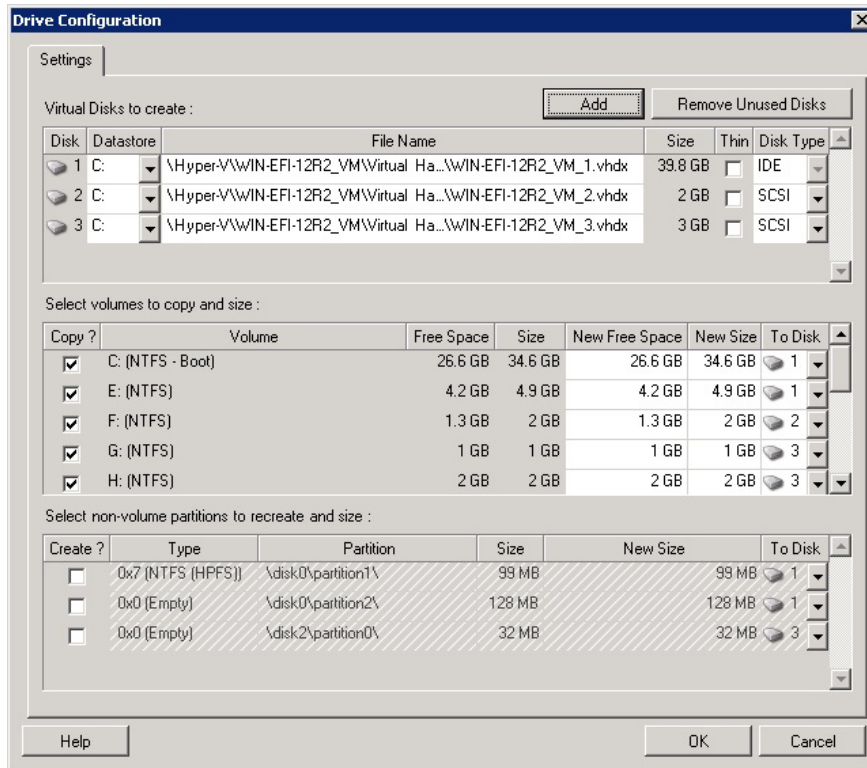 Drive Configuration
Settings
Virtual Disks to create :
Add
Remove Unused Disks
Disk Datastore File Name Size Thin Disk Type
1 C: \Hyper-V\WIN-EFI-12R2_VM\Virtual Ha...\WIN-EFI-12R2_VM_1.vhdx 39.8 GB IDE
2 C: \Hyper-V\WIN-EFI-12R2_VM\Virtual Ha...\WIN-EFI-12R2_VM_2.vhdx 2 GB SCSI
3 C: \Hyper-V\WIN-EFI-12R2_VM\Virtual Ha...\WIN-EFI-12R2_VM_3.vhdx 3 GB SCSI
Select volumes to copy and size :
Copy ? Volume Free Space Size New Free Space New Size To Disk
C: (NTFS - Boot) 26.6 GB 34.6 GB 26.6 GB 34.6 GB 1
E: (NTFS) 4.2 GB 4.9 GB 4.2 GB 4.9 GB 1
F: (NTFS) 1.3 GB 2 GB 1.3 GB 2 GB 2
G: (NTFS) 1 GB 1 GB 1 GB 1 GB 3
H: (NTFS) 2 GB 2 GB 2 GB 2 GB 3
Select non-volume partitions to recreate and size :
Create ? Type Partition Size New Size To Disk
0x7 (NTFS (HPFS)) \disk0\partition1\ 99 MB 99 MB 1
0x0 (Empty) \disk0\partition2\ 128 MB 128 MB 1
0x0 (Empty) \disk2\partition0\ 32 MB 32 MB 3
Help
OK
Cancel